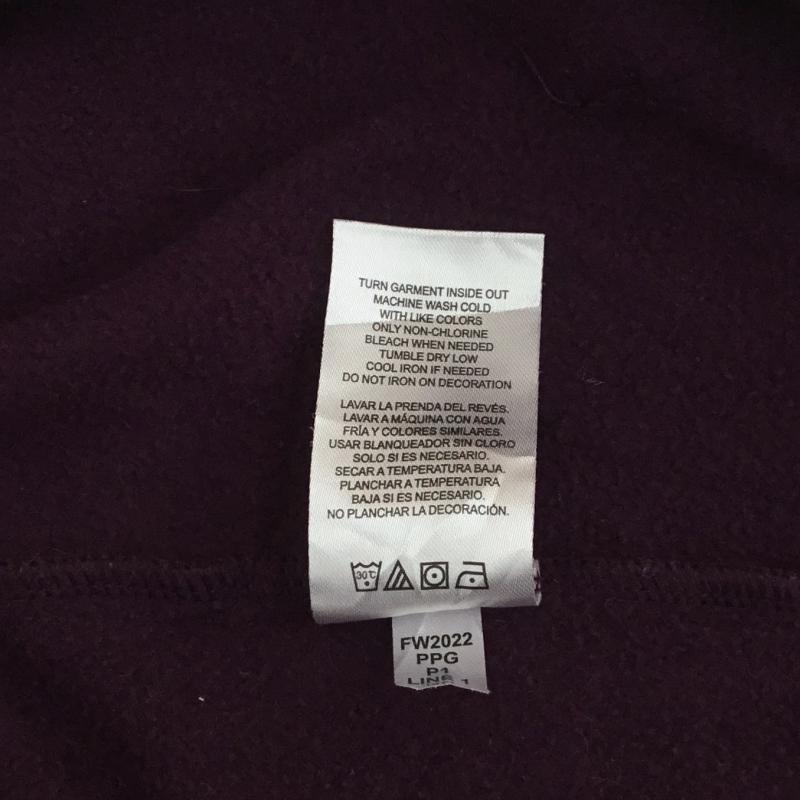 TURN GARMENT INSIDE OUT
MACHINE WASH COLD
WITH LIKE COLORS
ONLY NON-CHLORINE
BLEACH WHEN NEEDED
TUMBLE DRY LOW
COOL IRON IF NEEDED
DO NOT IRON ON DECORATION
LAVAR LA PRENDA DEL REVÉS.
LAVAR A MÁQUINA CON AGUA
FRÍA Y COLORES SIMILARES.
USAR BLANQUEADOR SIN CLORO
SOLO SI ES NECESARIO.
SECAR A TEMPERATURA BAJA.
PLANCHAR A TEMPERATURA
BAJA SI ES NECESARIO.
NO PLANCHAR LA DECORACIÓN.
30°C
FW2022
PPG
P1
LINE 1